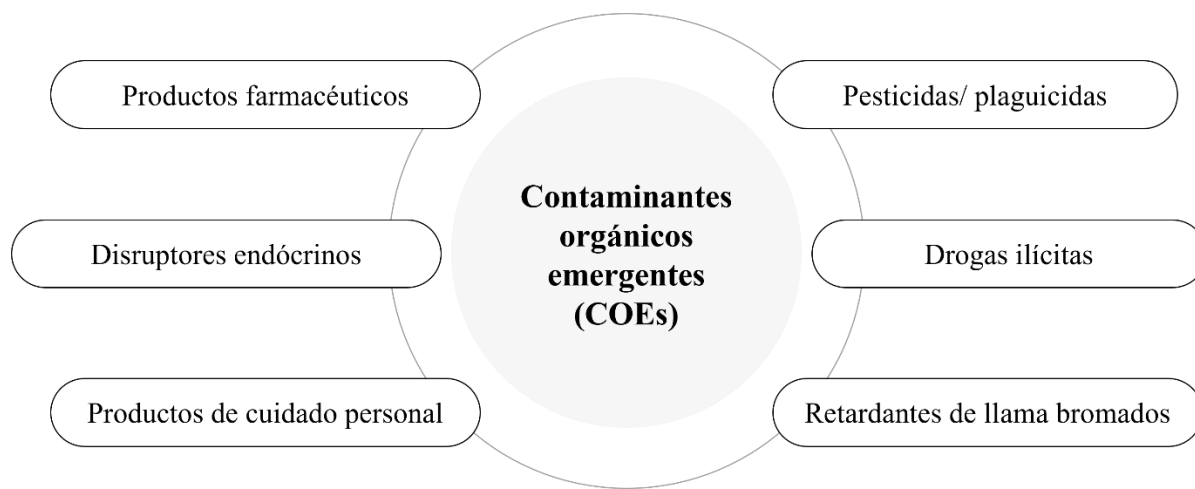 Productos farmacéuticos
Disruptores endócrinos
Productos de cuidado personal
Contaminantes
orgánicos
emergentes
(COEs)
Pesticidas/ plaguicidas
Drogas ilícitas
Retardantes de llama bromados